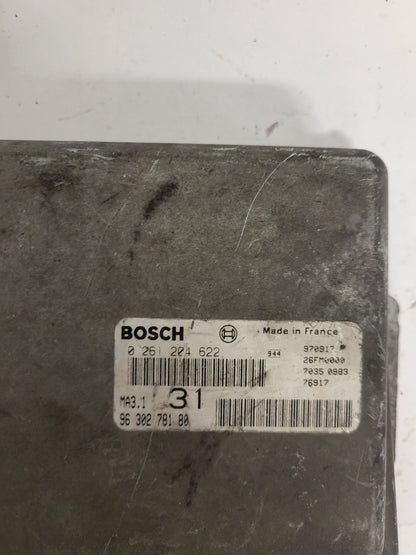 BOSCH Made in France
0 261 204 622 944 970917
26FM0000
7035 0983
76917
MA3.1 31
96 302 781 80